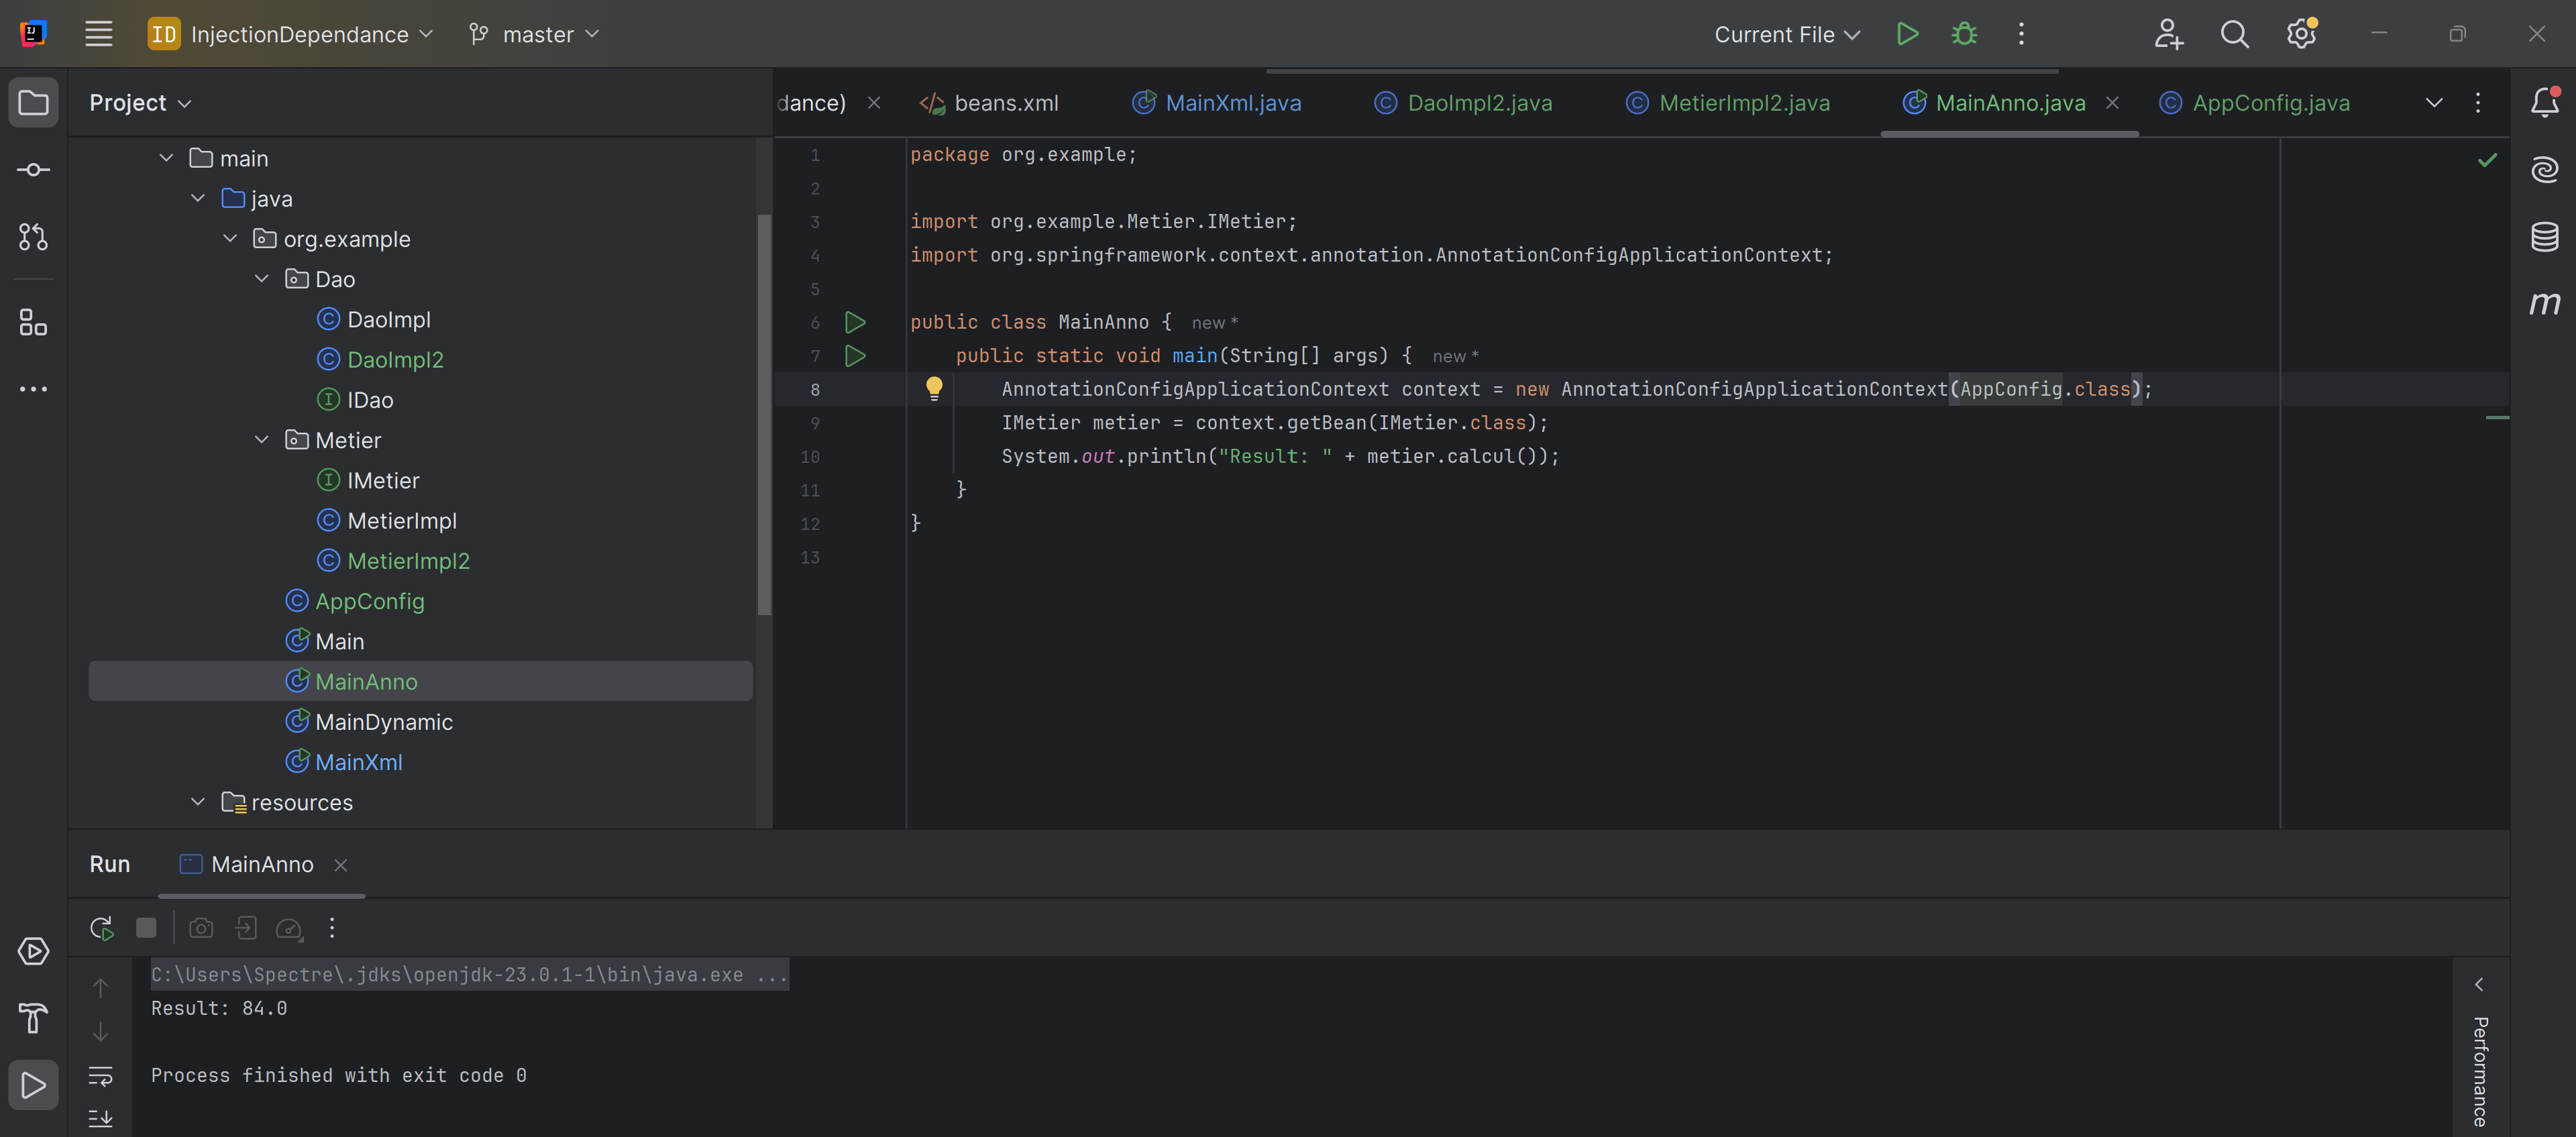 ID InjectionDependance master Current File
Project
dance) beans.xml MainXml.java DaoImpl2.java MetierImpl2.java MainAnno.java AppConfig.java
main
java
org.example
Dao
DaoImpl
DaoImpl2
IDao
Metier
IMetier
MetierImpl
MetierImpl2
AppConfig
Main
MainAnno
MainDynamic
MainXml
resources
1 package org.example;
2
3 import org.example.Metier.IMetier;
4 import org.springframework.context.annotation.AnnotationConfigApplicationContext;
5
6 public class MainAnno { new *
7 public static void main(String[] args) { new *
8 AnnotationConfigApplicationContext context = new AnnotationConfigApplicationContext(AppConfig.class);
9 IMetier metier = context.getBean(IMetier.class);
10 System.out.println("Result: " + metier.calcul());
11 }
12 }
13
Run MainAnno
C:\Users\Spectre\.jdks\openjdk-23.0.1-1\bin\java.exe ...
Result: 84.0
Process finished with exit code 0
Performance